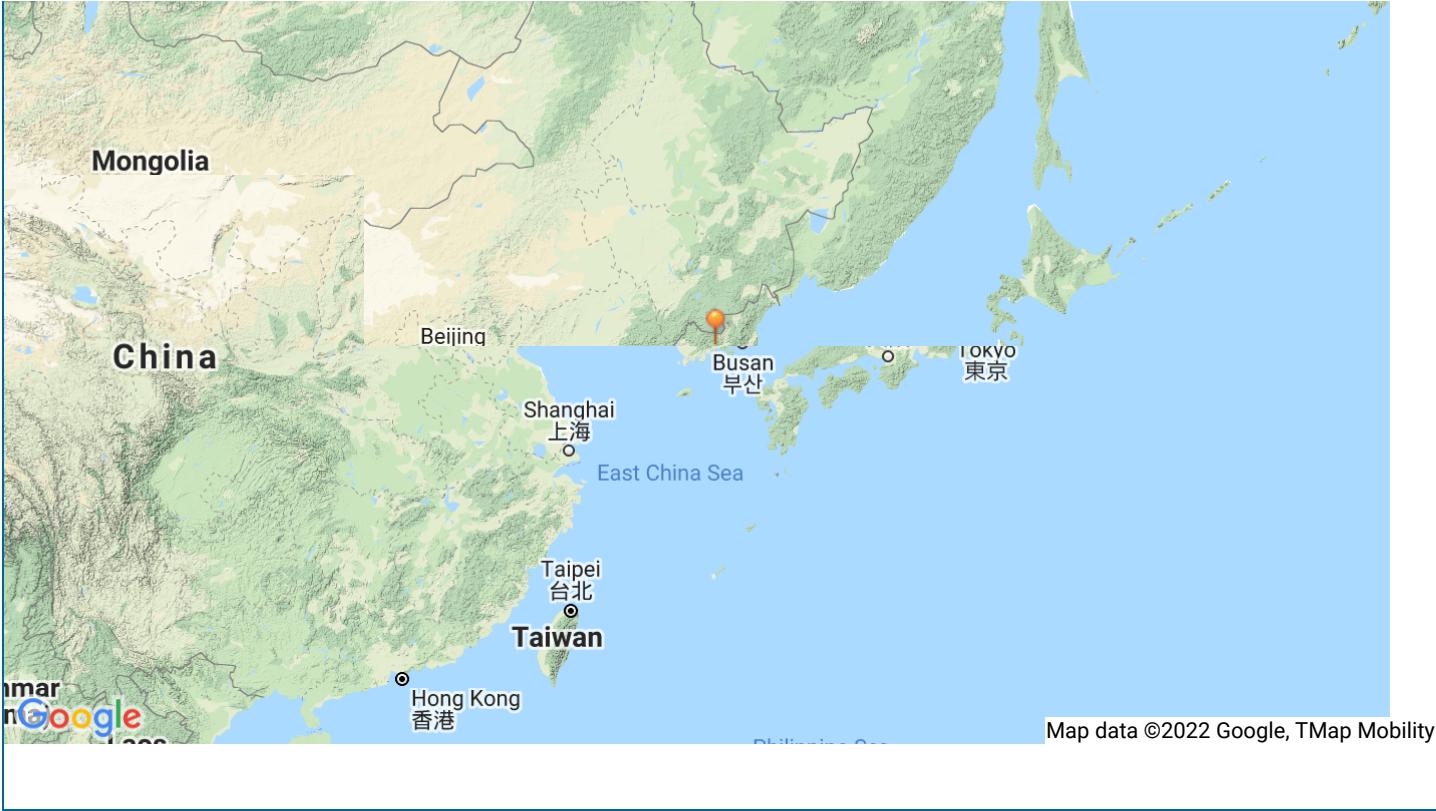 Mongolia
Beijing
China
Tokyo
東京
Busan
부산
Shanghai
上海
East China Sea
Taipei
台北
Taiwan
Hong Kong
香港
Google
Map data ©2022 Google, TMap Mobility